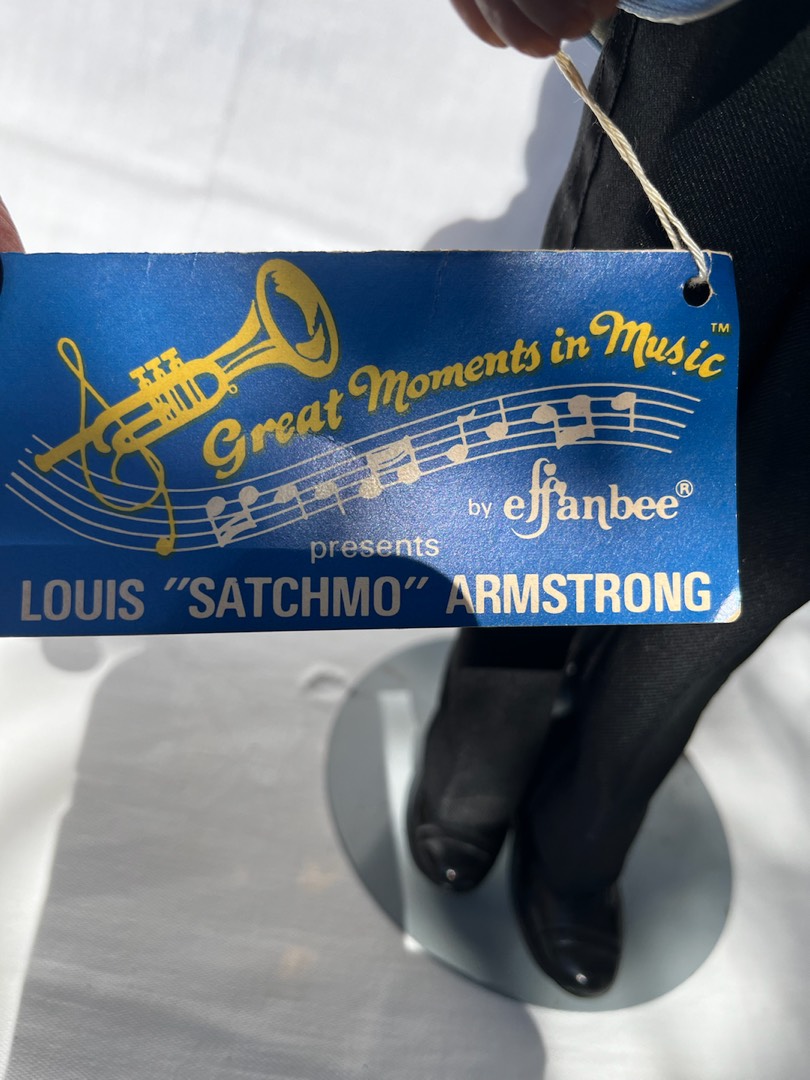 Great Moments in Music™
by effanbee®
presents
LOUIS "SATCHMO" ARMSTRONG